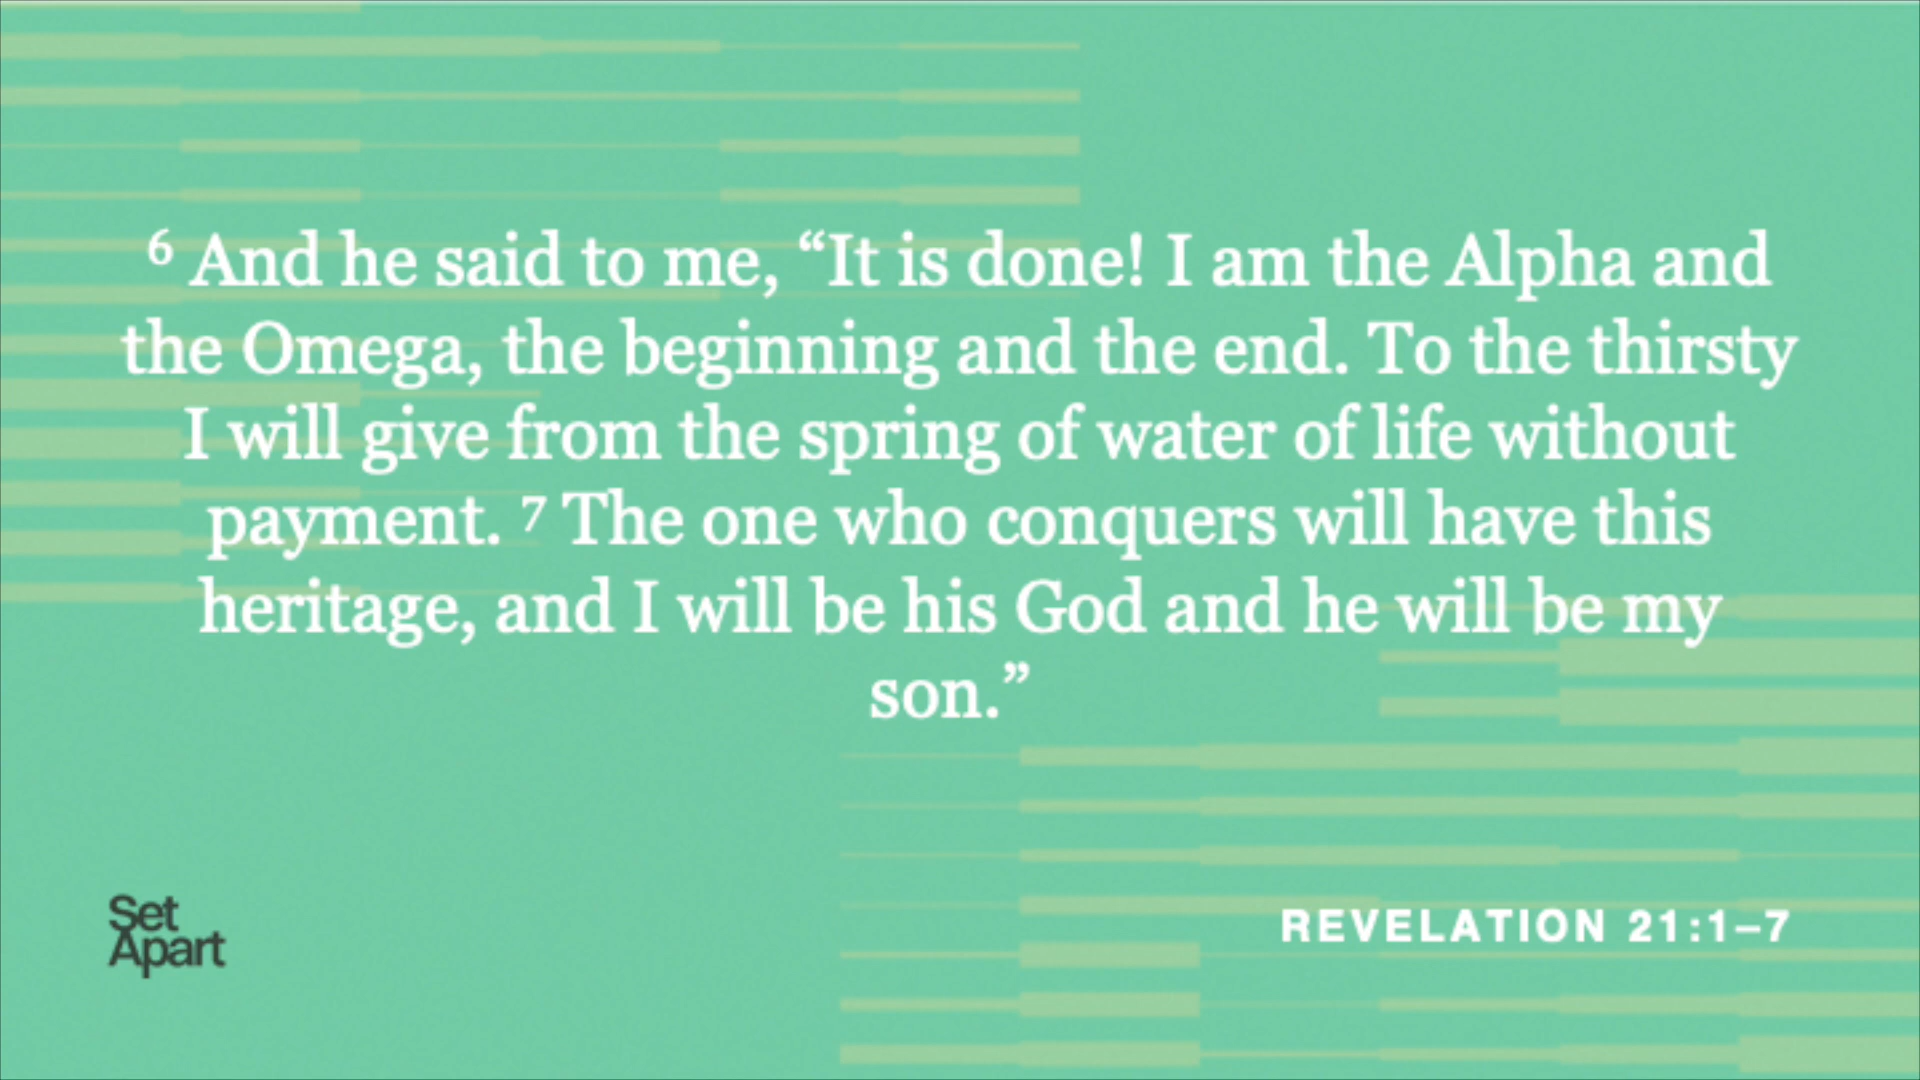 ⁶ And he said to me, “It is done! I am the Alpha and
the Omega, the beginning and the end. To the thirsty
I will give from the spring of water of life without
payment. ⁷ The one who conquers will have this
heritage, and I will be his God and he will be my
son.”
Set
Apart
REVELATION 21:1–7